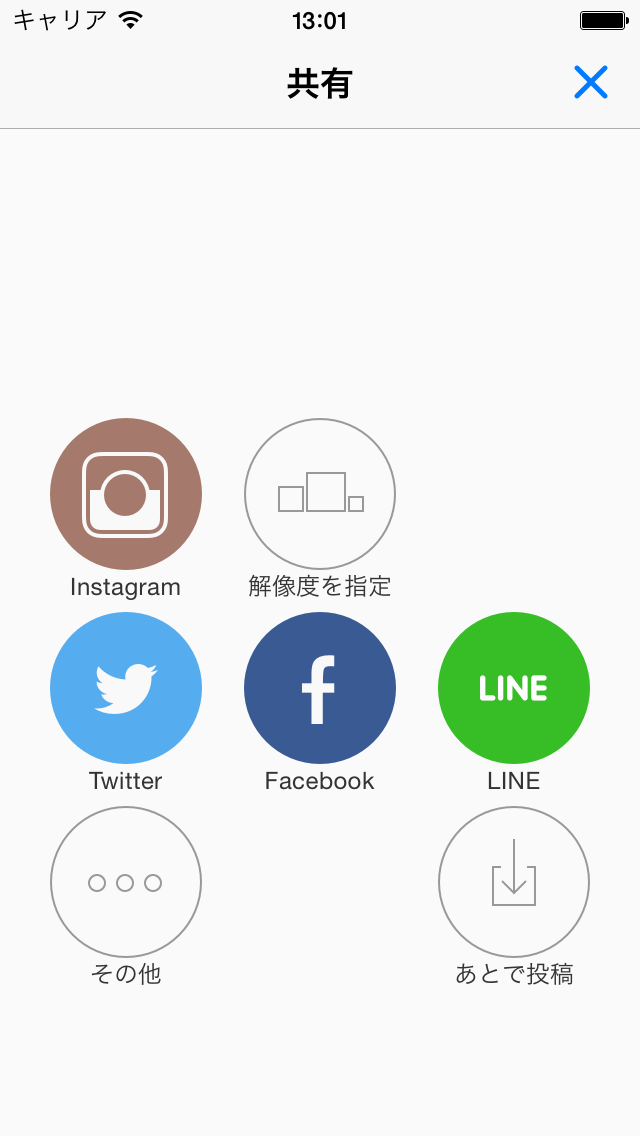 キャリア 13:01
共有
Instagram 解像度を指定
LINE
Twitter Facebook LINE
その他 あとで投稿